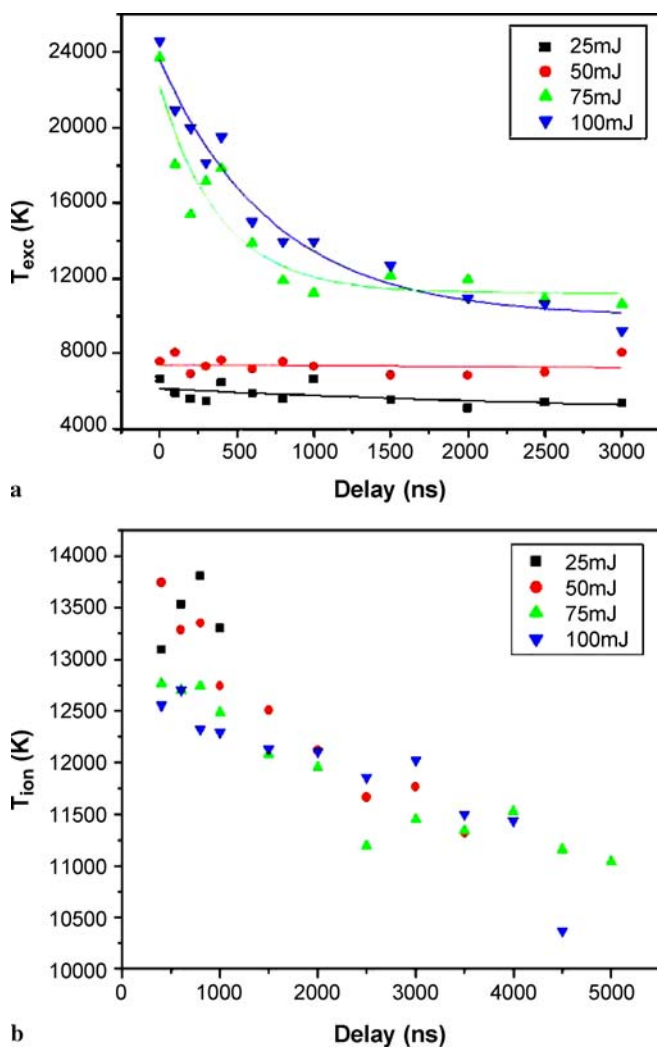 24000
20000
16000
12000
8000
4000
T_exc (K)
25mJ
50mJ
75mJ
100mJ
0 500 1000 1500 2000 2500 3000
a
Delay (ns)
14000
13500
13000
12500
12000
11500
11000
10500
10000
T_ion (K)
25mJ
50mJ
75mJ
100mJ
0 1000 2000 3000 4000 5000
b
Delay (ns)